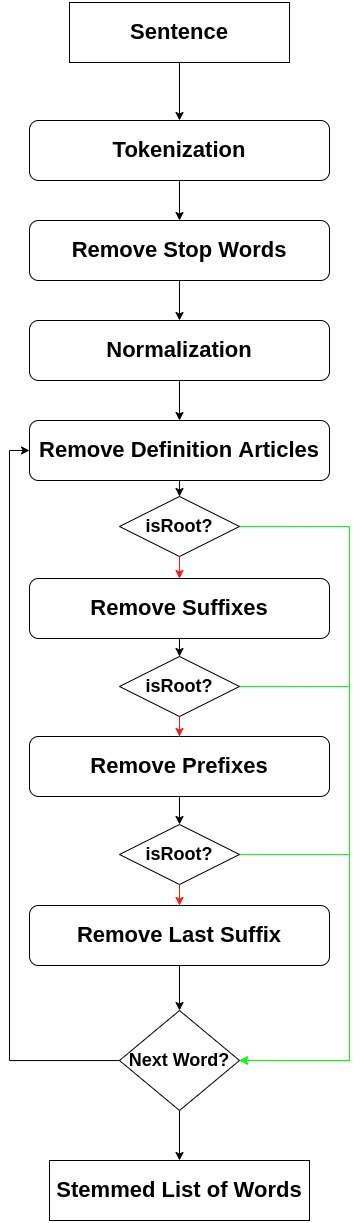 Sentence
Tokenization
Remove Stop Words
Normalization
Remove Definition Articles
isRoot?
Remove Suffixes
isRoot?
Remove Prefixes
isRoot?
Remove Last Suffix
Next Word?
Stemmed List of Words